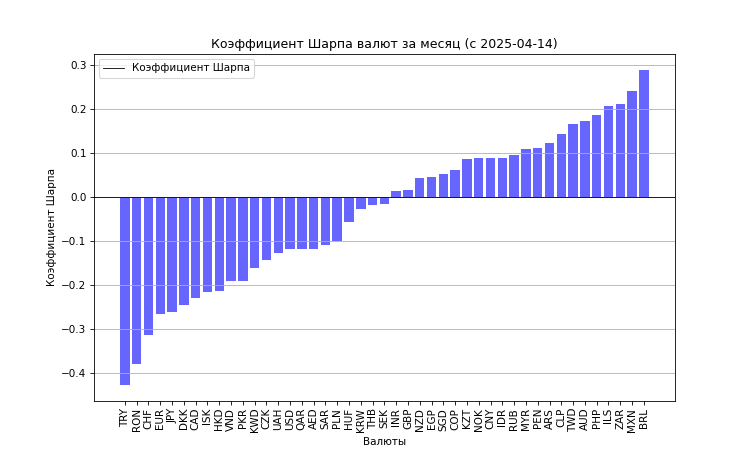 Коэффициент Шарпа валют за месяц (с 2025-04-14)
Коэффициент Шарпа
0.3
0.2
0.1
0.0
−0.1
−0.2
−0.3
−0.4
Коэффициент Шарпа
TRY
RON
CHF
EUR
JPY
DKK
CAD
ISK
HKD
VND
PKR
KWD
CZK
UAH
USD
QAR
AED
SAR
PLN
HUF
KRW
THB
SEK
INR
GBP
NZD
EGP
SGD
COP
KZT
NOK
CNY
IDR
RUB
MYR
PEN
ARS
CLP
TWD
AUD
PHP
ILS
ZAR
MXN
BRL
Валюты